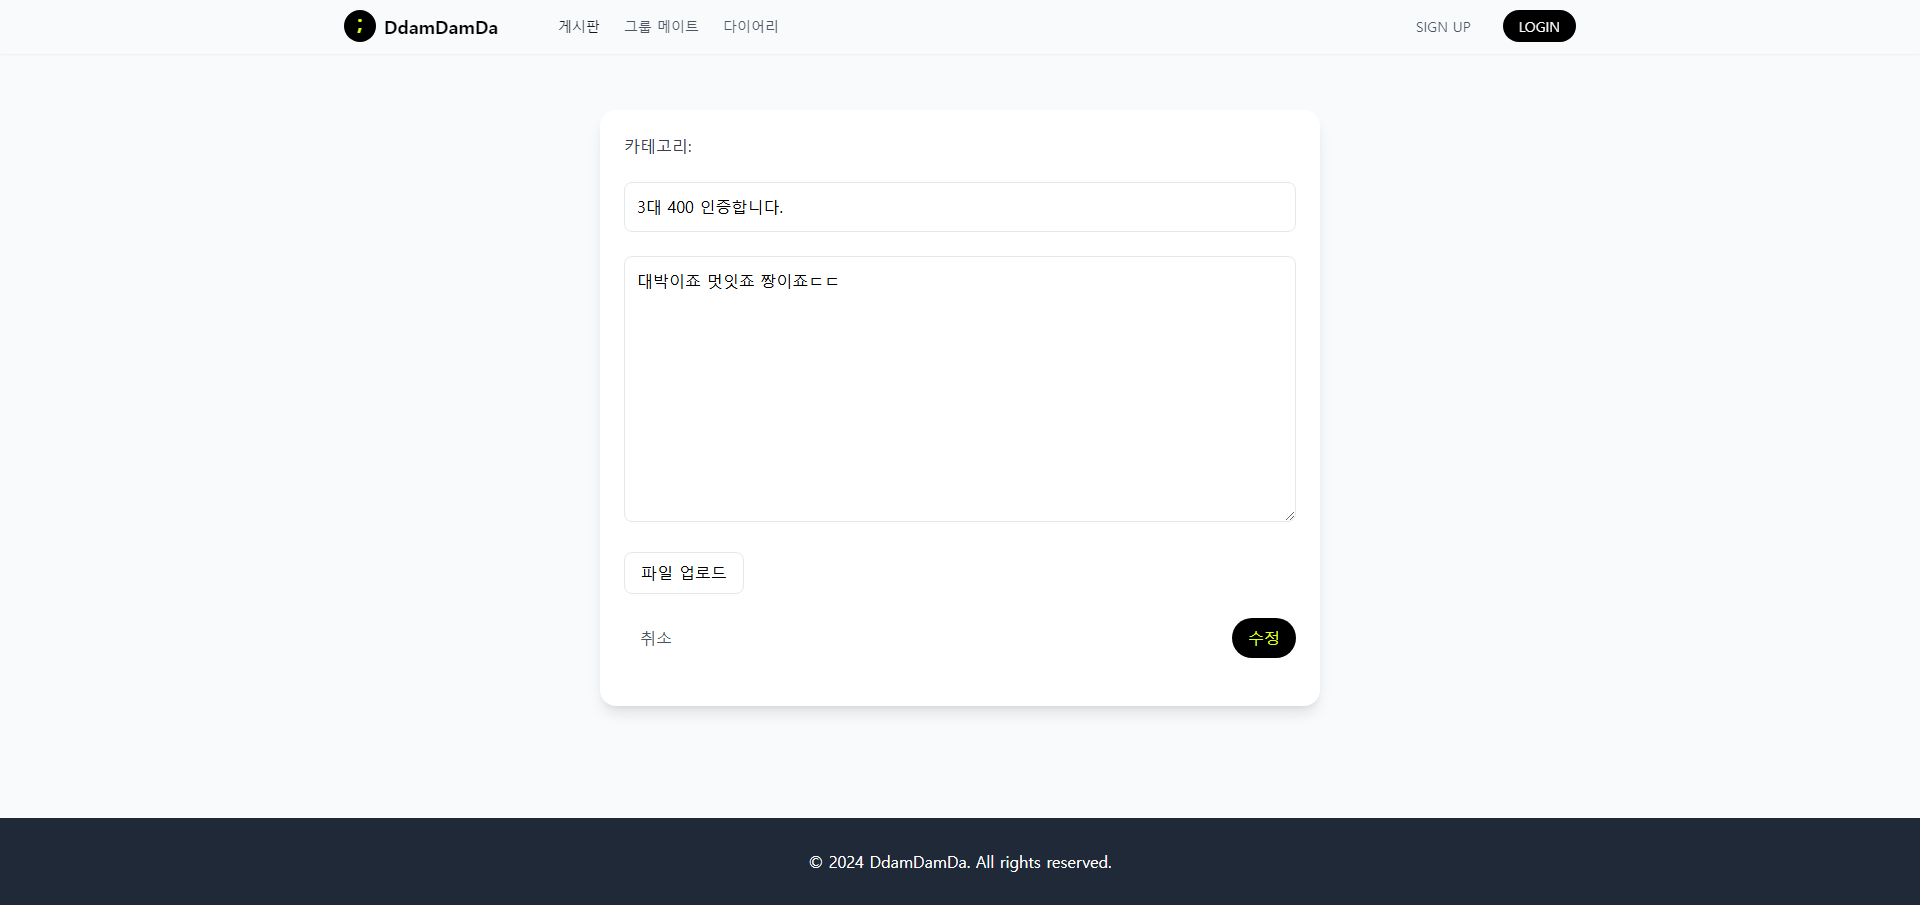 ; DdamDamDa 게시판 그룹 메이트 다이어리 SIGN UP LOGIN
카테고리:
3대 400 인증합니다.
대박이죠 멋잇죠 짱이죠ㄷㄷ
파일 업로드
취소 수정
© 2024 DdamDamDa. All rights reserved.